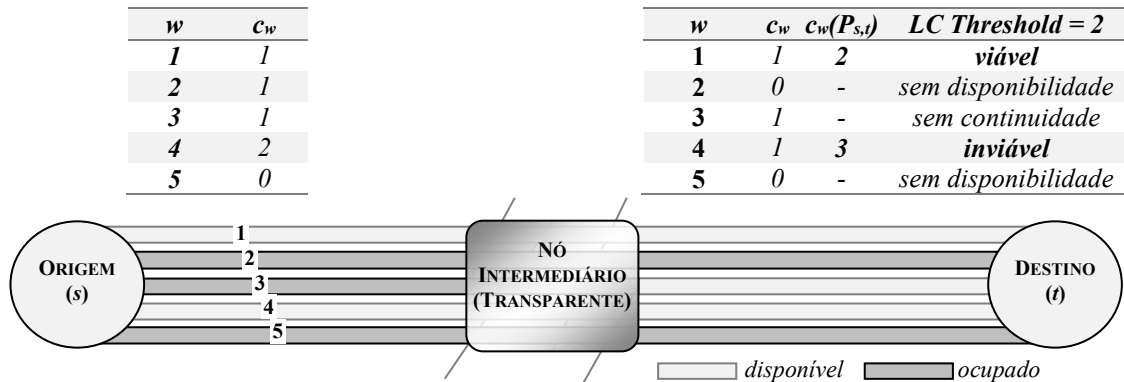 w c_w
1 1
2 1
3 1
4 2
5 0
w c_w c_w(P_s,t) LC Threshold = 2
1 1 2 viável
2 0 - sem disponibilidade
3 1 - sem continuidade
4 1 3 inviável
5 0 - sem disponibilidade
ORIGEM
(s)
1
2
3
4
5
NÓ
INTERMEDIÁRIO
(TRANSPARENTE)
DESTINO
(t)
disponível ocupado